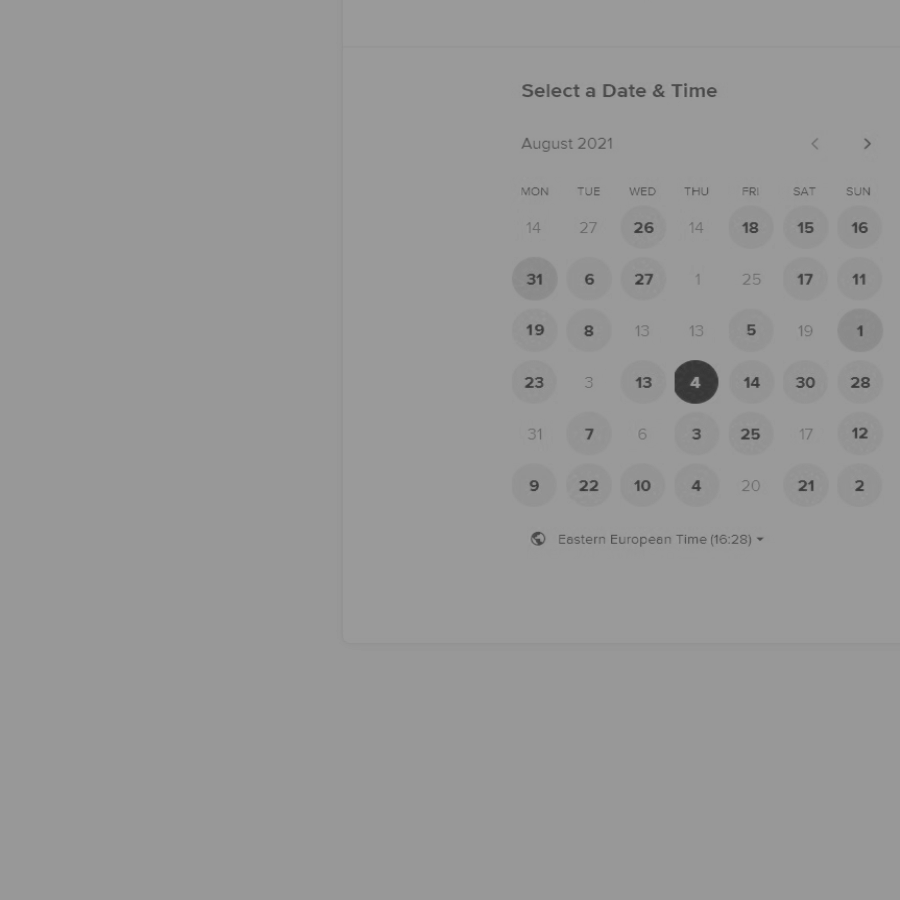 Select a Date & Time
August 2021
MON TUE WED THU FRI SAT SUN
14 27 26 14 18 15 16
31 6 27 1 25 17 11
19 8 13 13 5 19 1
23 3 13 4 14 30 28
31 7 6 3 25 17 12
9 22 10 4 20 21 2
Eastern European Time (16:28)